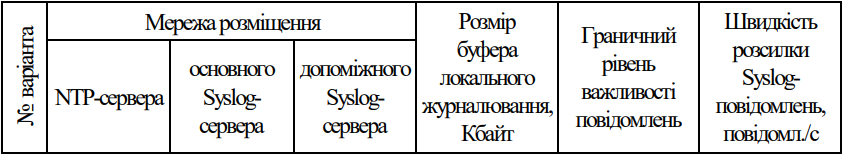 № варіанта
Мережа розміщення
NTP-сервера
основного
Syslog-
сервера
допоміжного
Syslog-
сервера
Розмір
буфера
локального
журналювання,
Кбайт
Граничний
рівень
важливості
повідомлень
Швидкість
розсилки
Syslog-
повідомлень,
повідомл./с